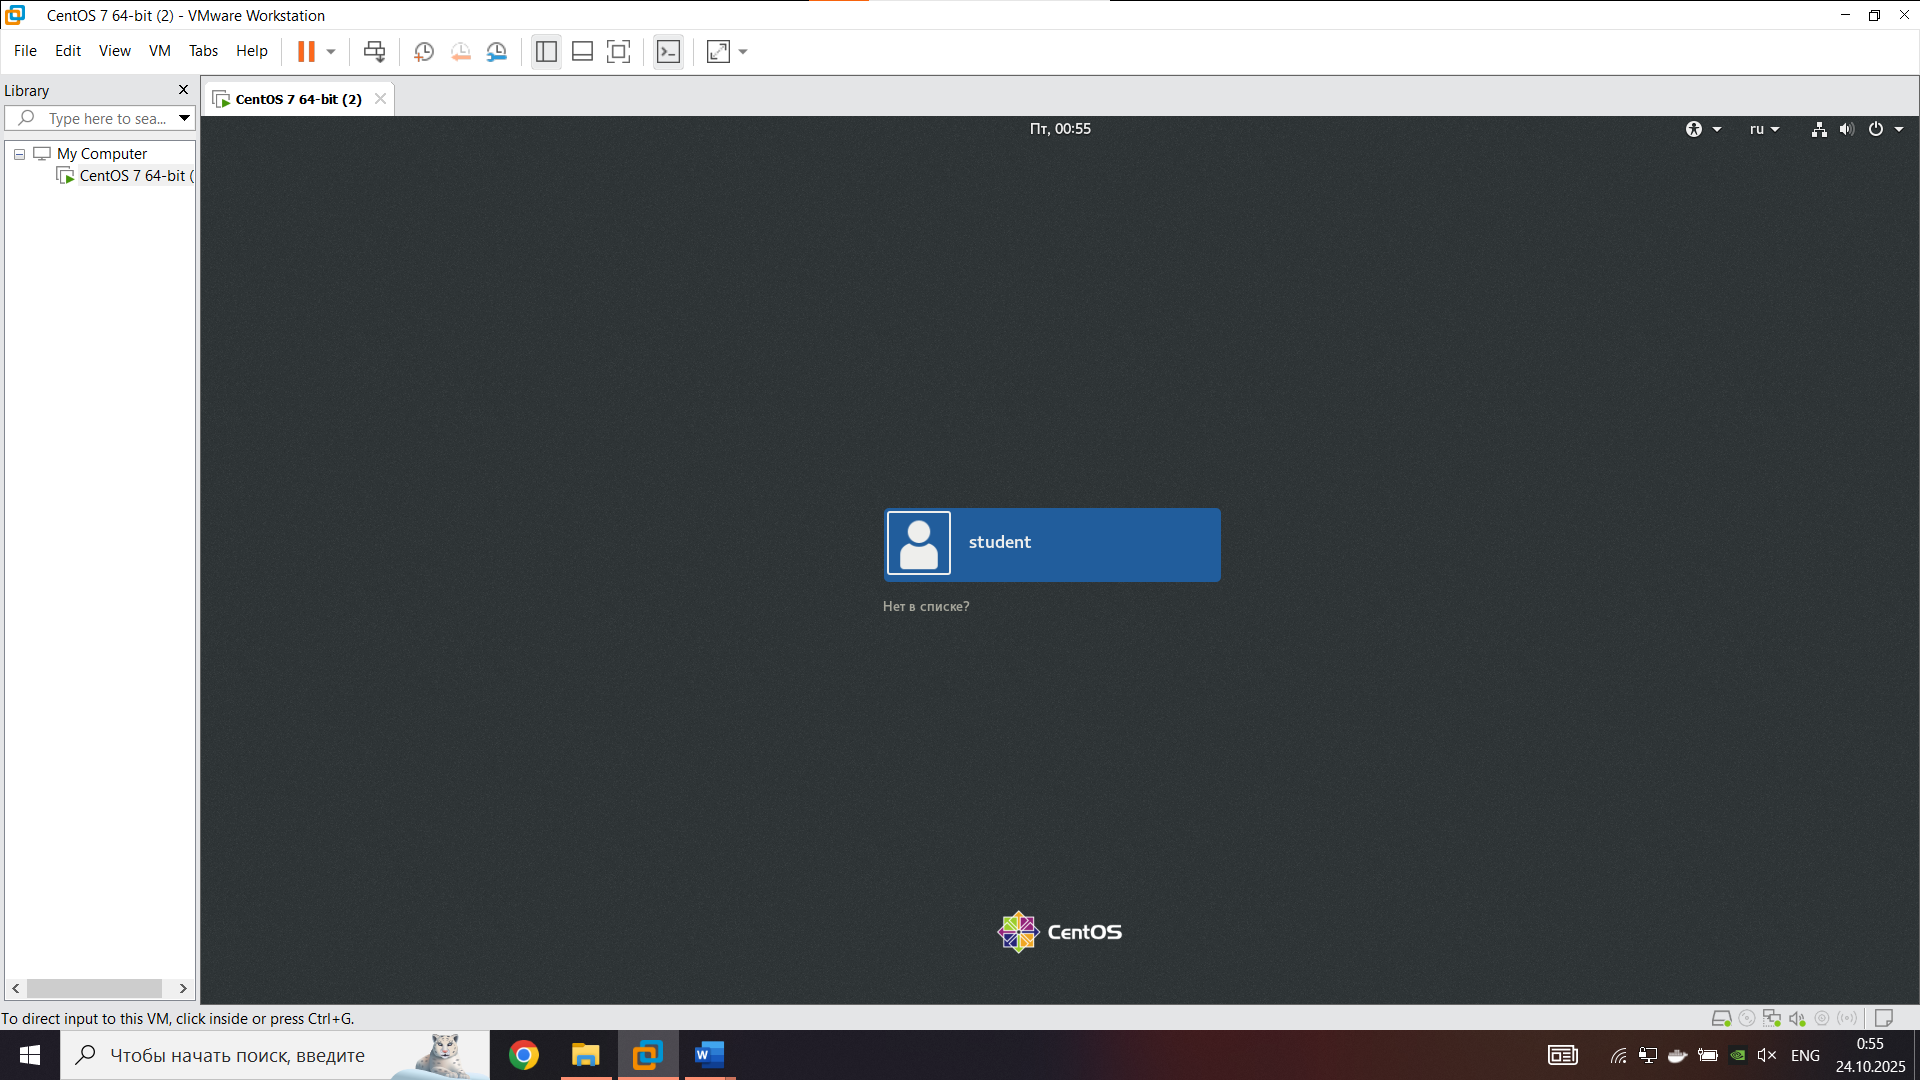 CentOS 7 64-bit (2) - VMware Workstation
File Edit View VM Tabs Help
Library
CentOS 7 64-bit (2)
Type here to sea...
Пт, 00:55
ru
My Computer
CentOS 7 64-bit (
student
Нет в списке?
CentOS
To direct input to this VM, click inside or press Ctrl+G.
Чтобы начать поиск, введите
ENG
0:55
24.10.2025